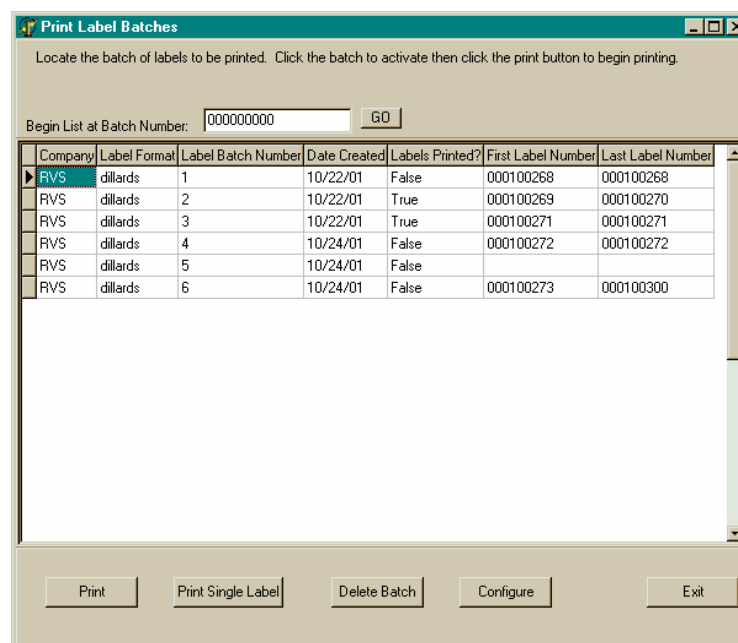 Print Label Batches
Locate the batch of labels to be printed.  Click the batch to activate then click the print button to begin printing.
Begin List at Batch Number: 000000000 GO
Company Label Format Label Batch Number Date Created Labels Printed? First Label Number Last Label Number
RVS dillards 1 10/22/01 False 000100268 000100268
RVS dillards 2 10/22/01 True 000100269 000100270
RVS dillards 3 10/22/01 True 000100271 000100271
RVS dillards 4 10/24/01 False 000100272 000100272
RVS dillards 5 10/24/01 False
RVS dillards 6 10/24/01 False 000100273 000100300
Print Print Single Label Delete Batch Configure Exit